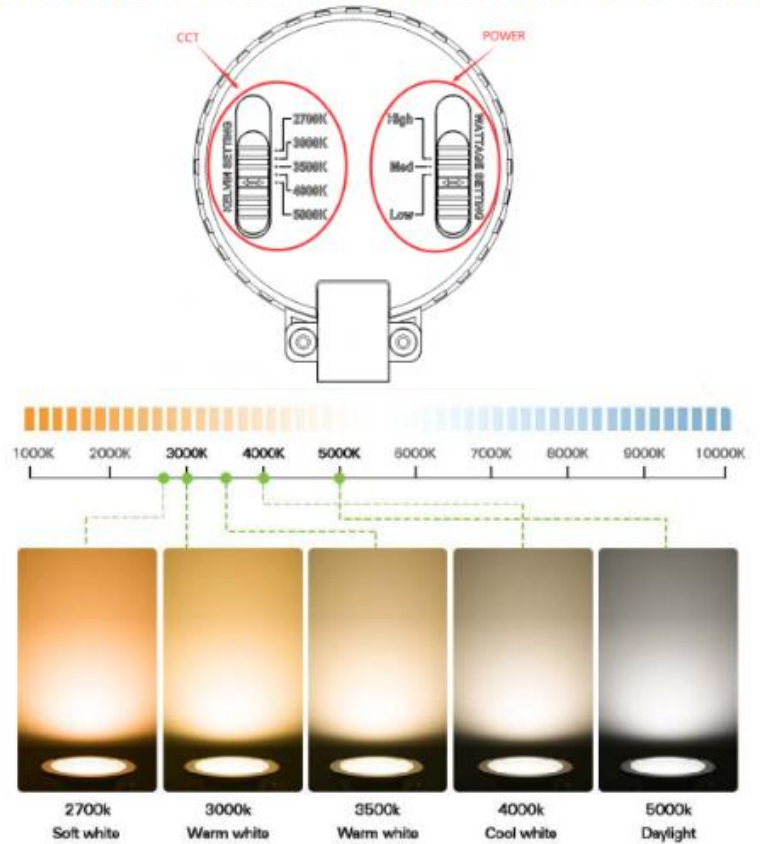 CCT
POWER
KELVIN SETTING
2700K
3000K
3500K
4000K
5000K
High
Med
Low
WATTAGE SETTING
1000K 2000K 3000K 4000K 5000K 6000K 7000K 8000K 9000K 10000K
2700k 3000k 3500k 4000k 5000k
Soft white Warm white Warm white Cool white Daylight